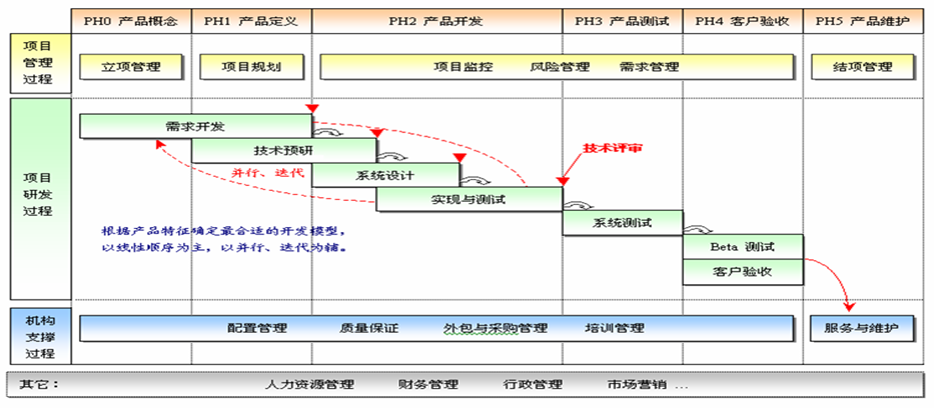 PH0 产品概念 PH1 产品定义 PH2 产品开发 PH3 产品测试 PH4 客户验收 PH5 产品维护
项目
管理
过程
立项管理 项目规划 项目监控 风险管理 需求管理 结项管理
需求开发
技术预研
技术评审
并行、迭代
系统设计
项目
研发
过程
实现与测试
系统测试
根据产品特征确定最合适的开发模型，
以线性顺序为主，以并行、迭代为辅。
Beta 测试
客户验收
机构
支撑
过程
配置管理 质量保证 外包与采购管理 培训管理 服务与维护
其它： 人力资源管理 财务管理 行政管理 市场营销 ...